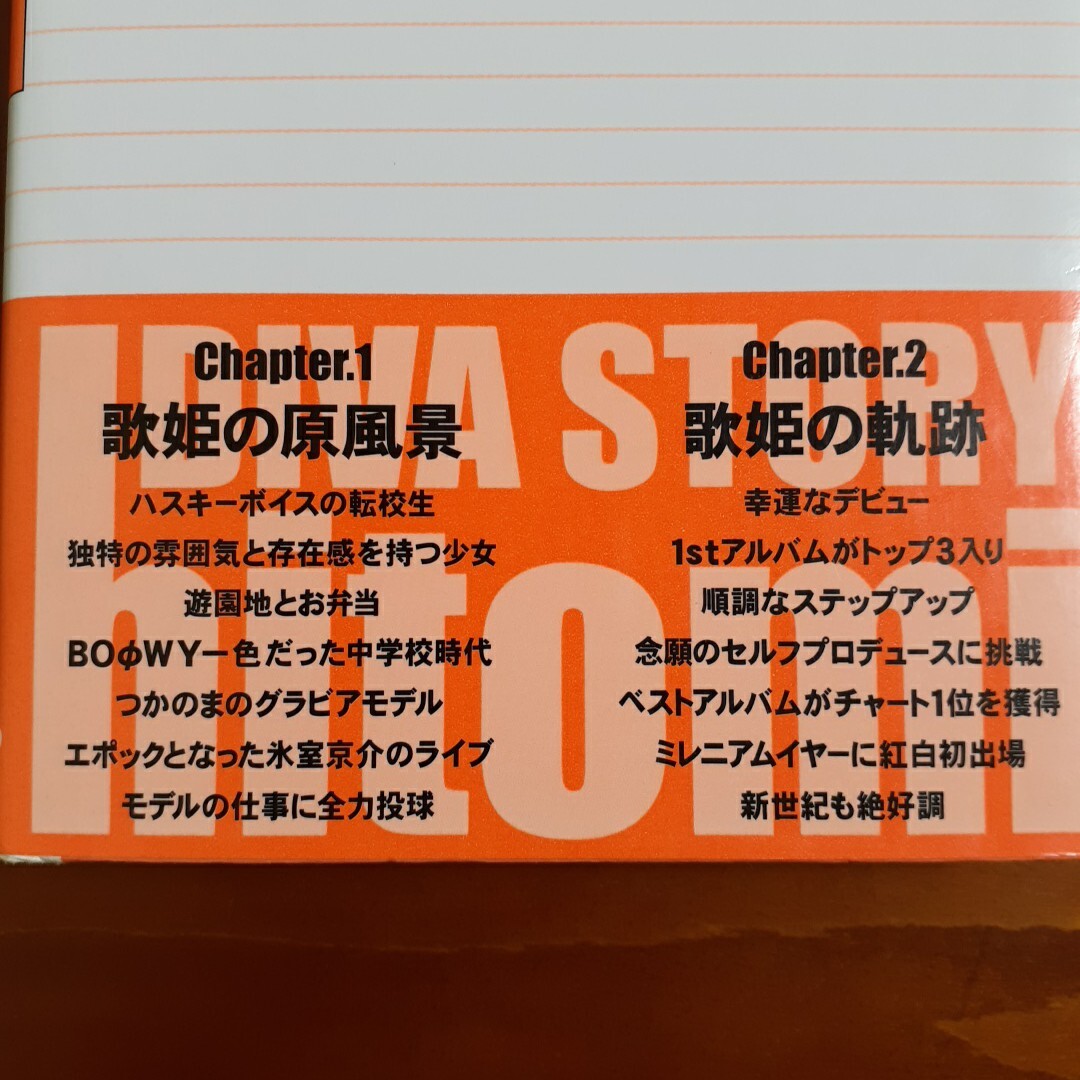 DIVA STORY
hitomi
Chapter.1
歌姫の原風景
ハスキーボイスの転校生
独特の雰囲気と存在感を持つ少女
遊園地とお弁当
BOφWY一色だった中学校時代
つかのまのグラビアモデル
エポックとなった氷室京介のライブ
モデルの仕事に全力投球
Chapter.2
歌姫の軌跡
幸運なデビュー
1stアルバムがトップ3入り
順調なステップアップ
念願のセルフプロデュースに挑戦
ベストアルバムがチャート1位を獲得
ミレニアムイヤーに紅白初出場
新世紀も絶好調